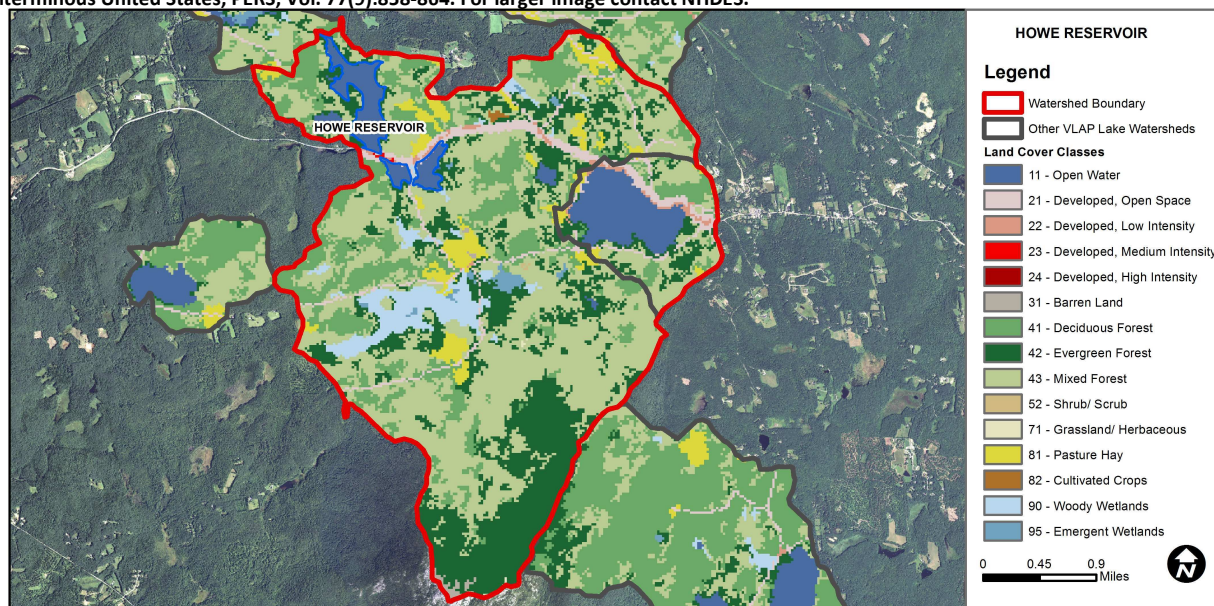 interminous United States, PERS, Vol. 77(9):858-864. For larger image contact NHDES.
HOWE RESERVOIR
HOWE RESERVOIR
Legend
Watershed Boundary
Other VLAP Lake Watersheds
Land Cover Classes
11 - Open Water
21 - Developed, Open Space
22 - Developed, Low Intensity
23 - Developed, Medium Intensity
24 - Developed, High Intensity
31 - Barren Land
41 - Deciduous Forest
42 - Evergreen Forest
43 - Mixed Forest
52 - Shrub/ Scrub
71 - Grassland/ Herbaceous
81 - Pasture Hay
82 - Cultivated Crops
90 - Woody Wetlands
95 - Emergent Wetlands
0 0.45 0.9
Miles
N